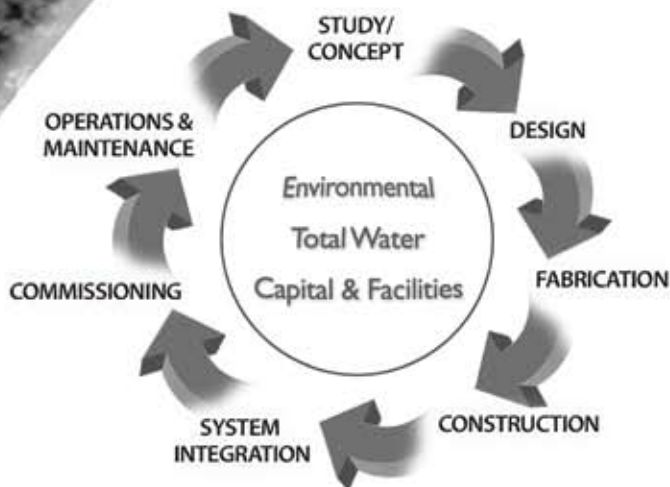 STUDY/
CONCEPT
DESIGN
FABRICATION
CONSTRUCTION
SYSTEM
INTEGRATION
COMMISSIONING
OPERATIONS &
MAINTENANCE
Environmental
Total Water
Capital & Facilities